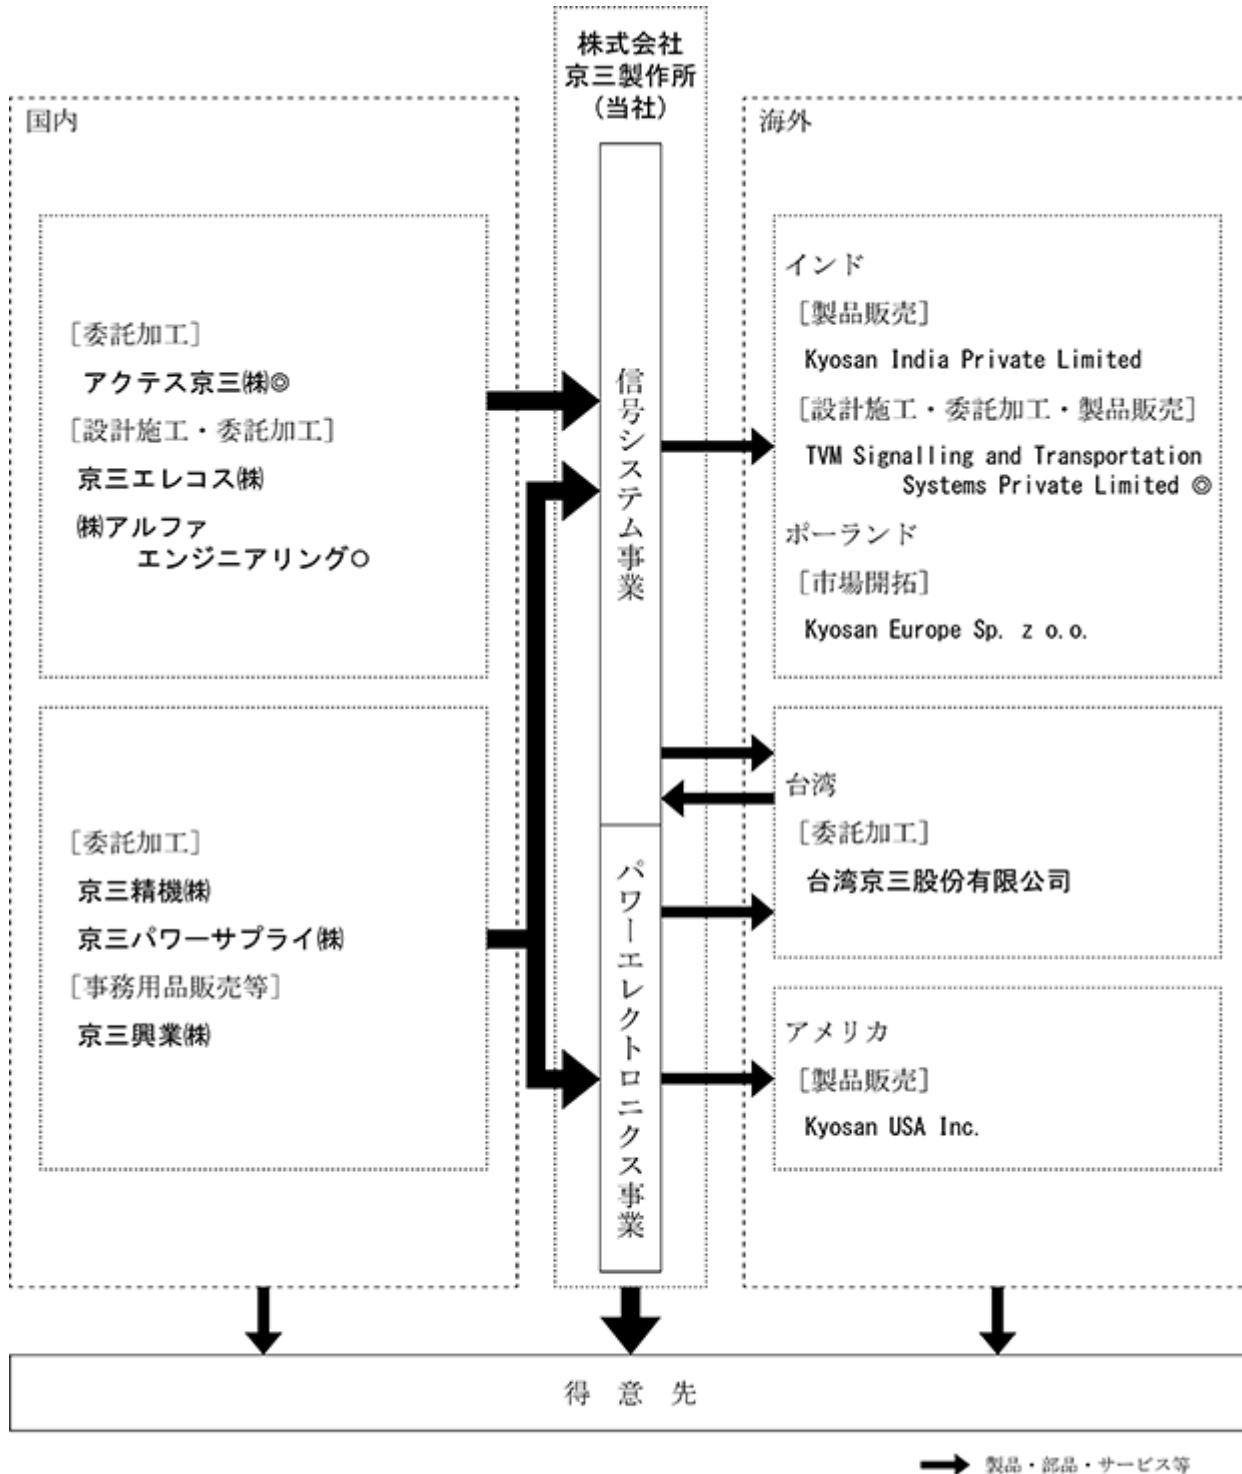 株式会社
京三製作所
(当社)
国内
[委託加工]
アクテス京三㈱◎
[設計施工・委託加工]
京三エレコス㈱
㈱アルファ
エンジニアリング○
[委託加工]
京三精機㈱
京三パワーサプライ㈱
[事務用品販売等]
京三興業㈱
信号システム事業
パワーエレクトロニクス事業
海外
インド
[製品販売]
Kyosan India Private Limited
[設計施工・委託加工・製品販売]
TVM Signalling and Transportation
Systems Private Limited ◎
ポーランド
[市場開拓]
Kyosan Europe Sp. z o.o.
台湾
[委託加工]
台湾京三股份有限公司
アメリカ
[製品販売]
Kyosan USA Inc.
得意先
製品・部品・サービス等